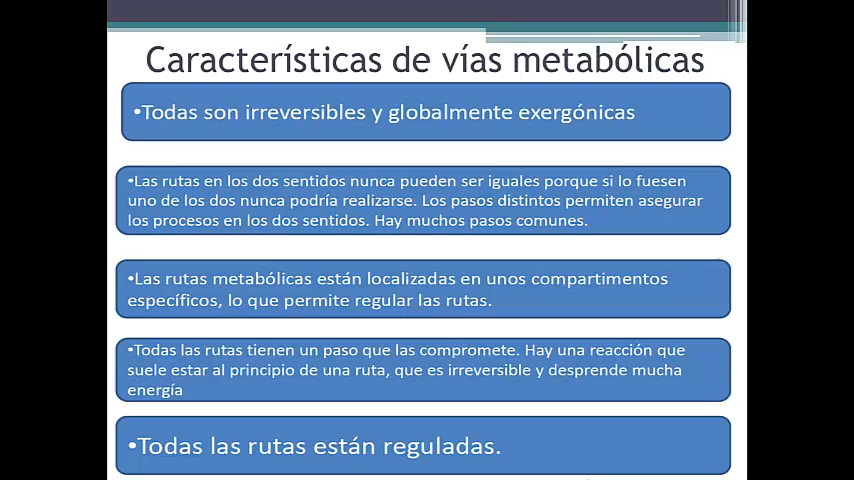 Características de vías metabólicas
•Todas son irreversibles y globalmente exergónicas
•Las rutas en los dos sentidos nunca pueden ser iguales porque si lo fuesen
uno de los dos nunca podría realizarse. Los pasos distintos permiten asegurar
los procesos en los dos sentidos. Hay muchos pasos comunes.
•Las rutas metabólicas están localizadas en unos compartimentos
específicos, lo que permite regular las rutas.
•Todas las rutas tienen un paso que las compromete. Hay una reacción que
suele estar al principio de una ruta, que es irreversible y desprende mucha
energía
•Todas las rutas están reguladas.